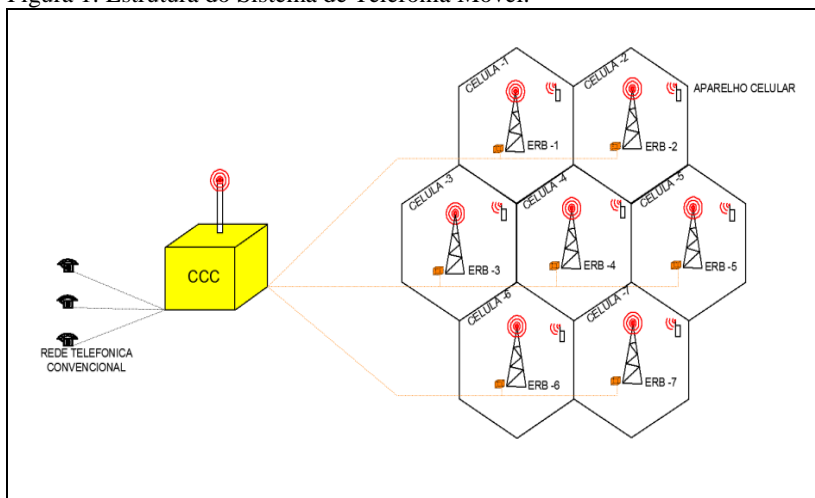 Figura 1: Estrutura do Sistema de Telefonia Móvel.
CELULA -1
CELULA -2
APARELHO CELULAR
ERB -1
ERB -2
CELULA -3
CELULA -4
CELULA -5
CCC
ERB -3
ERB -4
ERB -5
REDE TELEFONICA
CONVENCIONAL
CELULA -6
CELULA -7
ERB -6
ERB -7